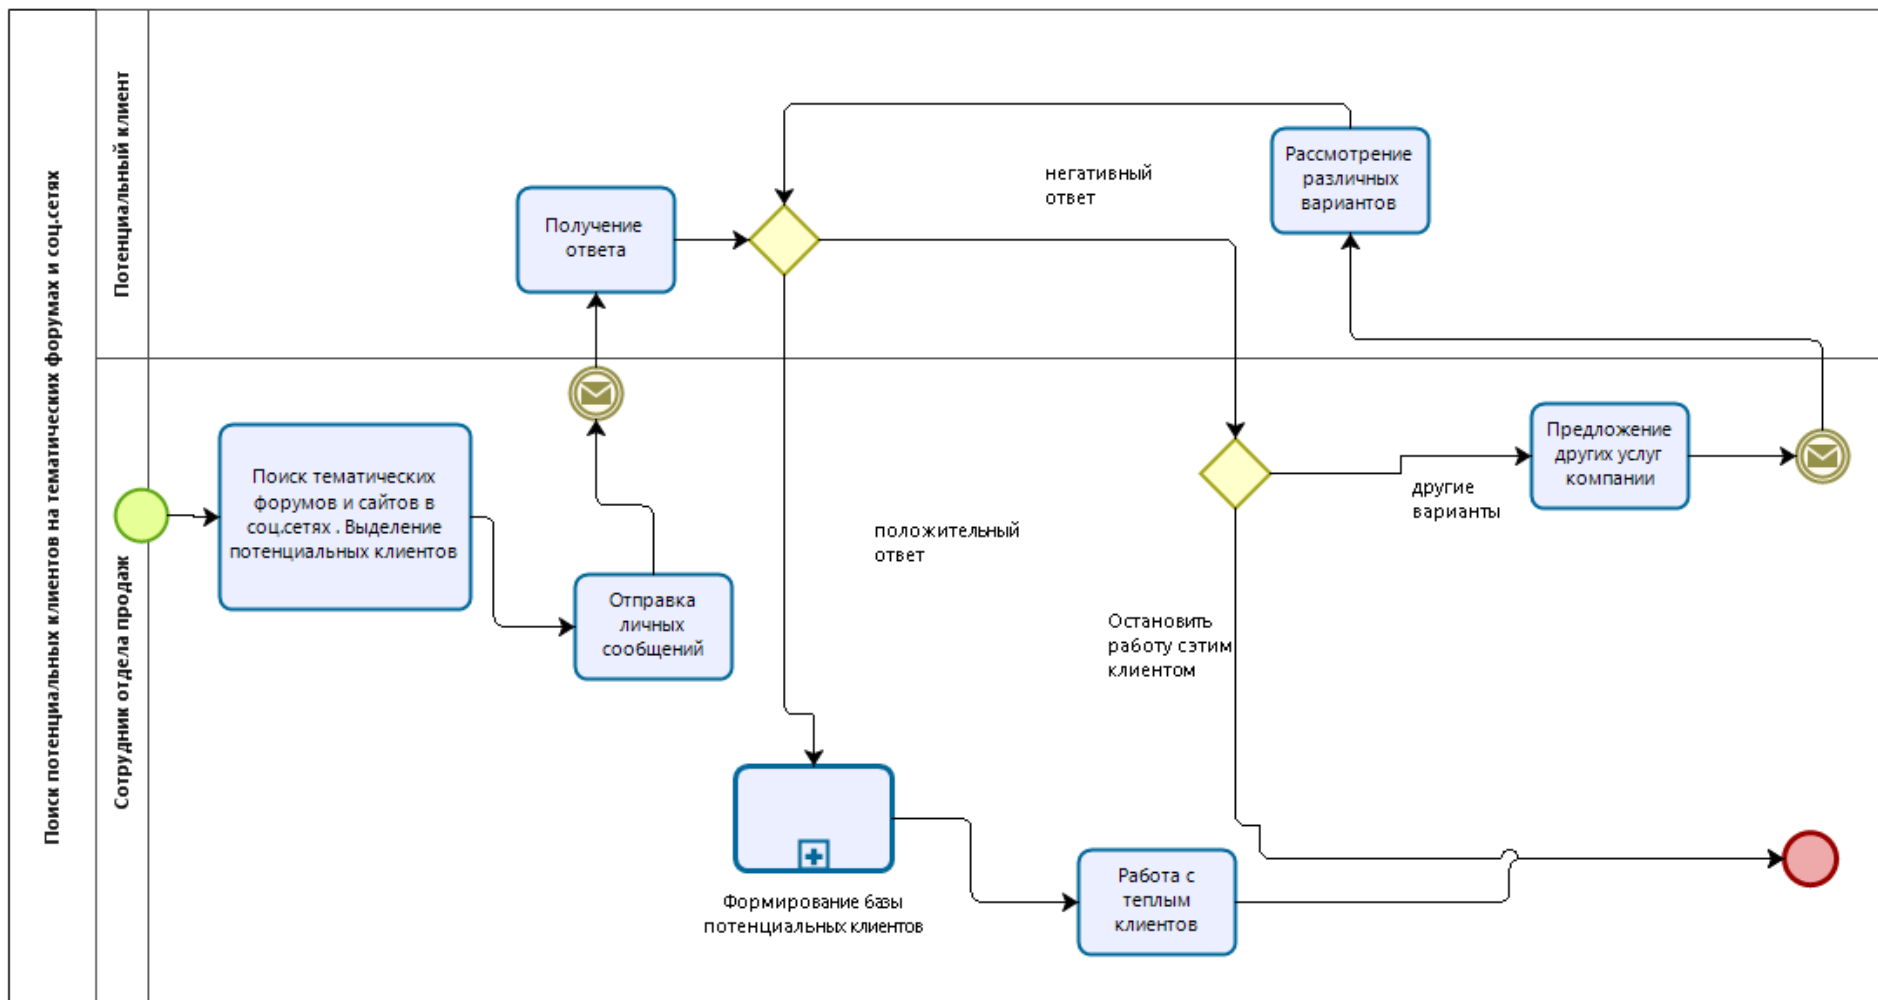 Поиск потенциальных клиентов на тематических форумах и соц.сетях
Потенциальный клиент
Сотрудник отдела продаж
Рассмотрение
различных
вариантов
негативный
ответ
Получение
ответа
Предложение
других услуг
компании
другие
варианты
Поиск тематических
форумов и сайтов в
соц.сетях . Выделение
потенциальных клиентов
положительный
ответ
Отправка
личных
сообщений
Остановить
работу сэтим
клиентом
Формирование базы
потенциальных клиентов
Работа с
теплым
клиентов